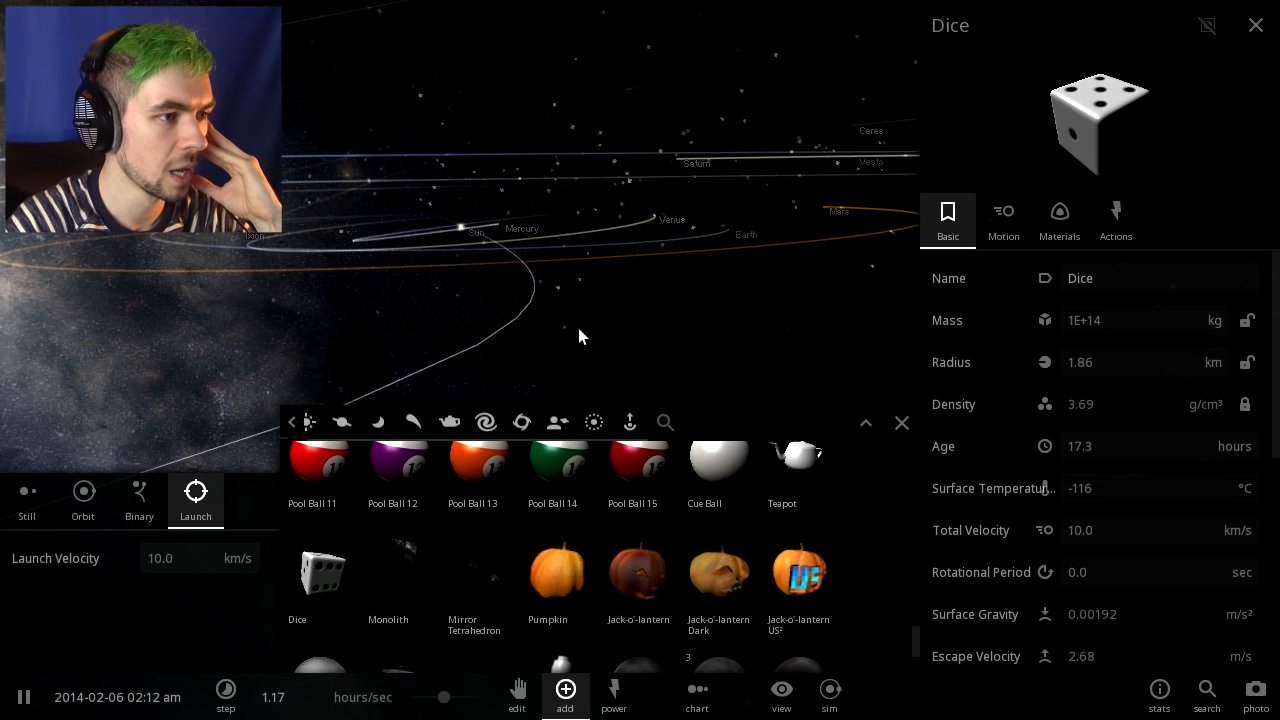 Dice
Ceres
Saturn
Vesta
Mars
Venus
Sun
Mercury
Earth
Ixion
Basic
Motion
Materials
Actions
Name
Dice
Mass
1E+14
kg
Radius
1.86
km
Density
3.69
g/cm³
Age
17.3
hours
Surface Temperatur...
-116
°C
Total Velocity
10.0
km/s
Rotational Period
0.0
sec
Surface Gravity
0.00192
m/s²
Escape Velocity
2.68
m/s
Pool Ball 11
Pool Ball 12
Pool Ball 13
Pool Ball 14
Pool Ball 15
Cue Ball
Teapot
Still
Orbit
Binary
Launch
Launch Velocity
10.0
km/s
Dice
Monolith
Mirror
Tetrahedron
Pumpkin
Jack-o'-lantern
Jack-o'-lantern
Dark
Jack-o'-lantern
US²
3
2014-02-06 02:12 am
step
1.17
hours/sec
edit
add
power
chart
view
sim
stats
search
photo